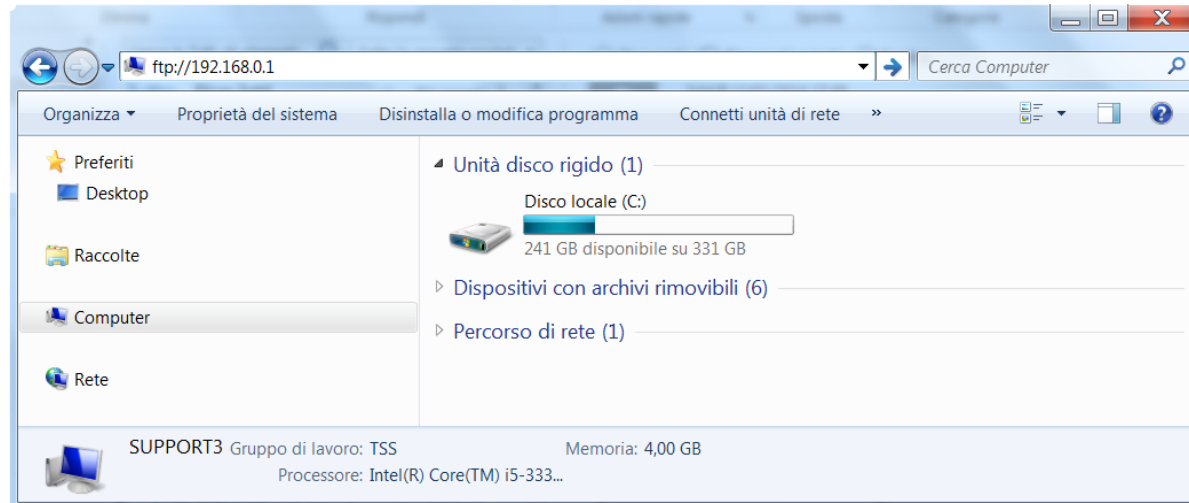 ftp://192.168.0.1
Cerca Computer
Organizza Proprietà del sistema Disinstalla o modifica programma Connetti unità di rete »
Preferiti
Desktop
Raccolte
Computer
Rete
Unità disco rigido (1)
Disco locale (C:)
241 GB disponibile su 331 GB
Dispositivi con archivi rimovibili (6)
Percorso di rete (1)
SUPPORT3 Gruppo di lavoro: TSS Memoria: 4,00 GB
Processore: Intel(R) Core(TM) i5-333...